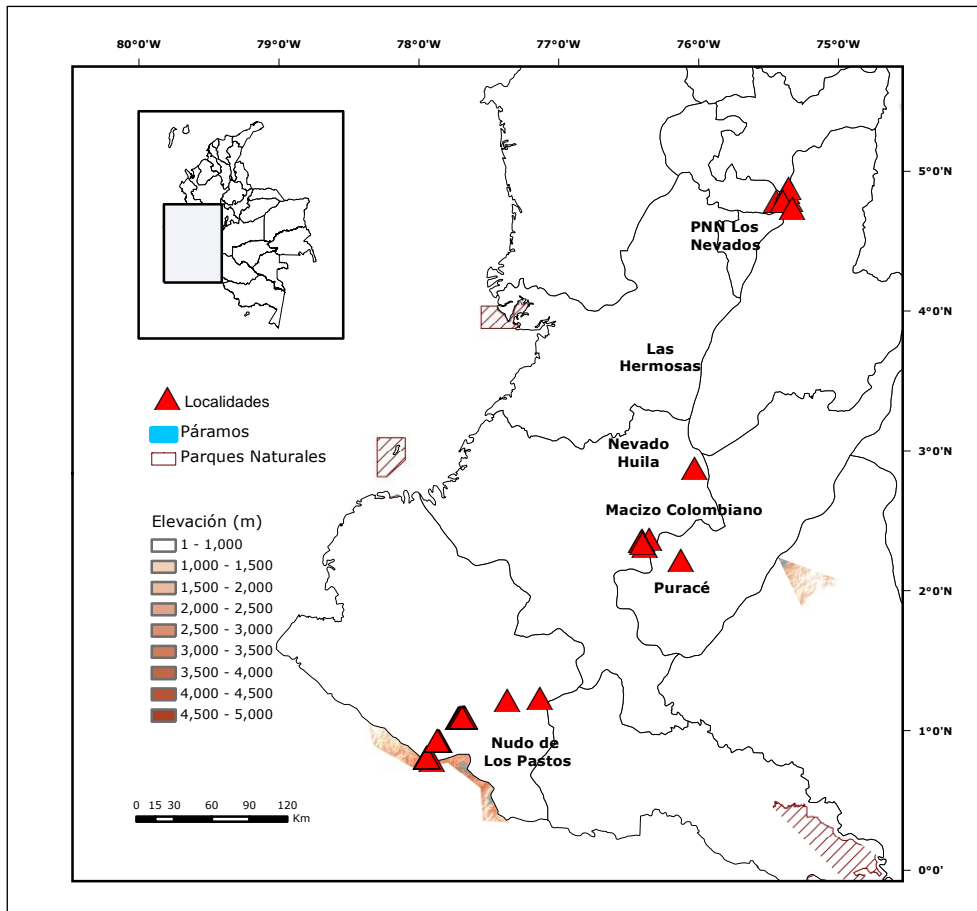 80°0'W 79°0'W 78°0'W 77°0'W 76°0'W 75°0'W
5°0'N
PNN Los
Nevados
4°0'N
Las
Hermosas
Localidades
Páramos
Parques Naturales
Nevado
Huila
3°0'N
Macizo Colombiano
Elevación (m)
1 - 1,000
1,000 - 1,500
1,500 - 2,000
2,000 - 2,500
2,500 - 3,000
3,000 - 3,500
3,500 - 4,000
4,000 - 4,500
4,500 - 5,000
Puracé
2°0'N
1°0'N
Nudo de
Los Pastos
0 15 30 60 90 120
Km
0°0'